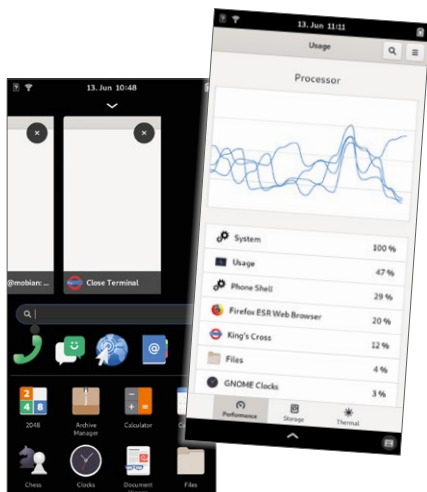 13. Jun 10:48
@mobian: ...
Close Terminal
2048
Archive
Manager
Calculator
Chess
Clocks
Document
Files
13. Jun 11:11
Usage
Processor
System
100 %
Usage
47 %
Phone Shell
29 %
Firefox ESR Web Browser
20 %
King's Cross
12 %
Files
4 %
GNOME Clocks
3 %
Performance
Storage
Thermal